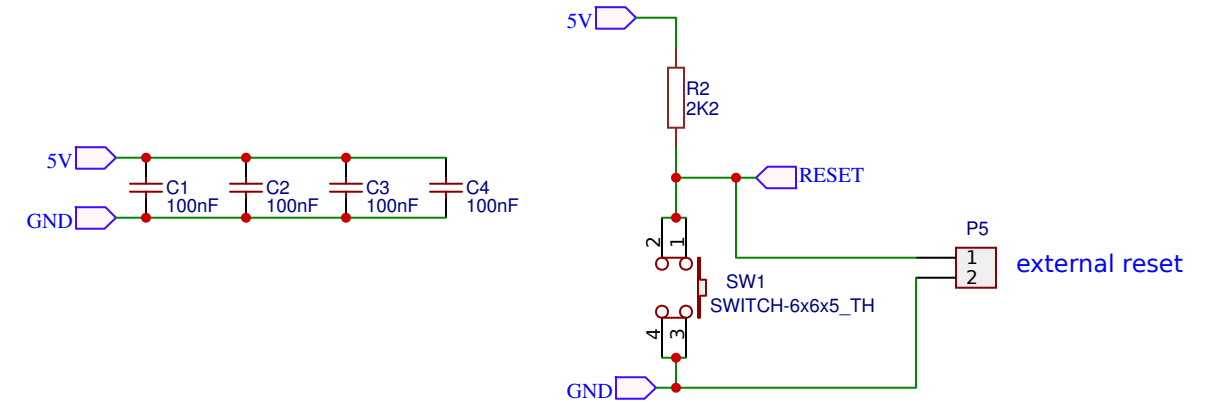 5V
GND
C1
100nF
C2
100nF
C3
100nF
C4
100nF
5V
R2
2K2
RESET
2
1
SW1
SWITCH-6x6x5_TH
4
3
GND
P5
1
2
external reset